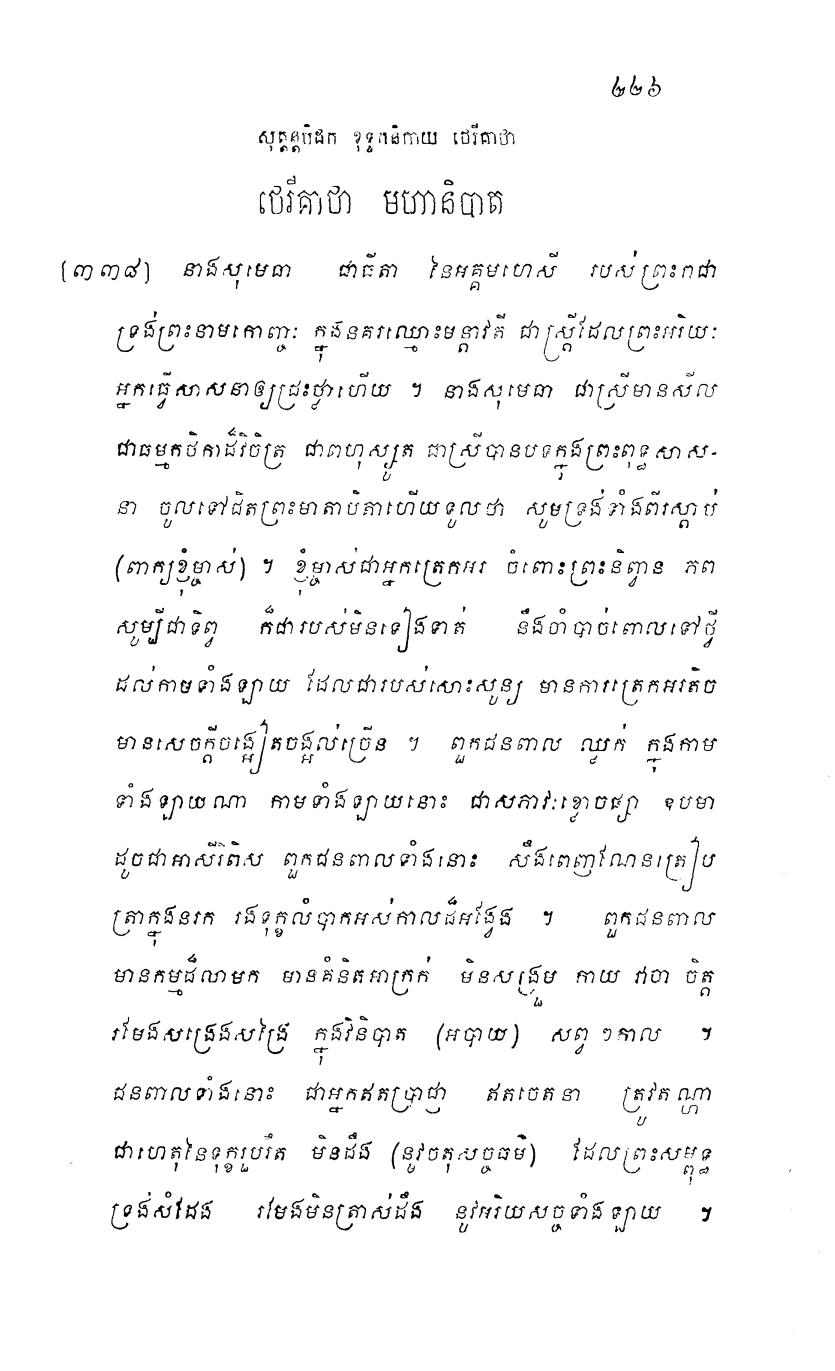 ២២៦
សុត្តន្តបិដក ខុទ្ទកនិកាយ ថេរីគាថា
ថេរីគាថា មហានិបាត
[៣៣៨] នាងសុមេធា ជាធីតា នៃអគ្គមហេសី របស់ព្រះរាជា
ទ្រង់ព្រះនាមកោញ្ចៈ ក្នុងនគរឈ្មោះមន្តាវតី ជាស្ត្រីដែលព្រះអរិយៈ
អ្នកធ្វើសាសនាឲ្យជ្រះថ្លាហើយ ។ នាងសុមេធា ជាស្រីមានសីល
ជាធម្មកថិកាដ៏វិចិត្រ ជាពហុស្សូត ជាស្រីបានបទក្នុងព្រះពុទ្ធសាស-
នា ចូលទៅជិតព្រះមាតាបិតាហើយទូលថា សូមទ្រង់ទាំងពីរស្តាប់
(ពាក្យខ្ញុំម្ចាស់) ។ ខ្ញុំម្ចាស់ជាអ្នកត្រេកអរ ចំពោះព្រះនិព្វាន ភព
សូម្បីជាទិព្វ ក៏ជារបស់មិនទៀងទាត់ នឹងចាំបាច់ពោលទៅថ្វី
ដល់កាមទាំងឡាយ ដែលជារបស់សោះសូន្យ មានការត្រេកអរតិច
មានសេចក្តីចង្អៀតចង្អល់ច្រើន ។ ពួកជនពាល ឈ្លក់ ក្នុងកាម
ទាំងឡាយណា កាមទាំងឡាយនោះ ជាសភាវៈខ្លោចផ្សា ឧបមា
ដូចជាអាសីរពិស ពួកជនពាលទាំងនោះ សឹងពេញណែនត្រៀប
ត្រាក្នុងនរក រងទុក្ខលំបាកអស់កាលដ៏អង្វែង ។ ពួកជនពាល
មានកម្មដ៏លាមក មានគំនិតអាក្រក់ មិនសង្រួម កាយ វាចា ចិត្ត
រមែងសង្រេងសង្រៃ ក្នុងវិនិបាត (អបាយ) សព្វ ៗកាល ។
ជនពាលទាំងនោះ ជាអ្នកឥតប្រាជ្ញា ឥតចេតនា ត្រូវតណ្ហា
ជាហេតុនៃទុក្ខរួបរឹត មិនដឹង (នូវចតុសច្ចធម៌) ដែលព្រះសម្ពុទ្ធ
ទ្រង់សំដែង រមែងមិនត្រាស់ដឹង នូវអរិយសច្ចទាំងឡាយ ។